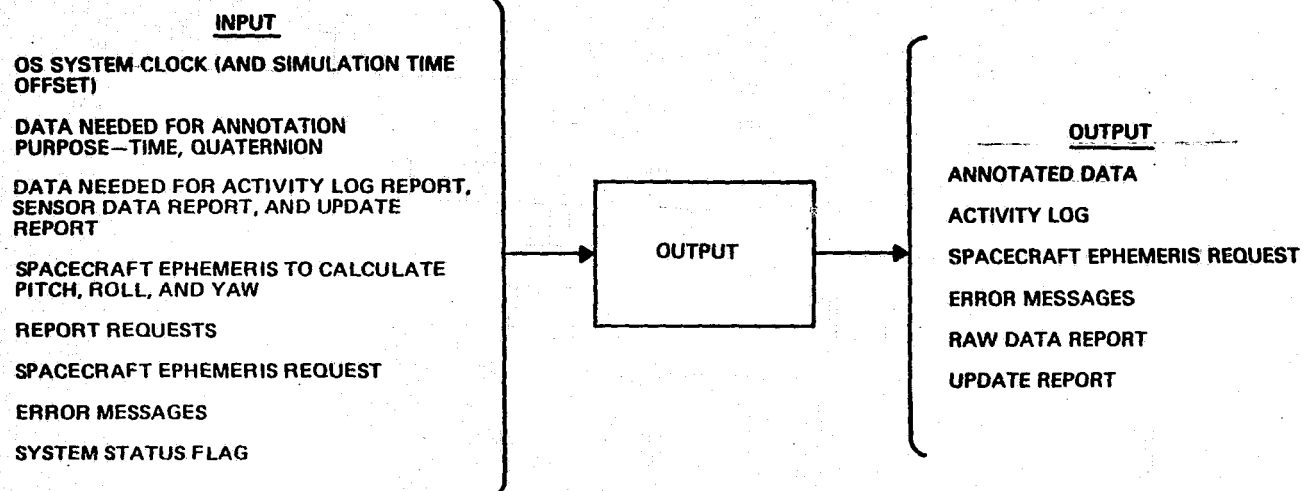 INPUT
OS SYSTEM CLOCK (AND SIMULATION TIME
OFFSET)
DATA NEEDED FOR ANNOTATION
PURPOSE—TIME, QUATERNION
DATA NEEDED FOR ACTIVITY LOG REPORT,
SENSOR DATA REPORT, AND UPDATE
REPORT
SPACECRAFT EPHEMERIS TO CALCULATE
PITCH, ROLL, AND YAW
REPORT REQUESTS
SPACECRAFT EPHEMERIS REQUEST
ERROR MESSAGES
SYSTEM STATUS FLAG
OUTPUT
OUTPUT
ANNOTATED DATA
ACTIVITY LOG
SPACECRAFT EPHEMERIS REQUEST
ERROR MESSAGES
RAW DATA REPORT
UPDATE REPORT